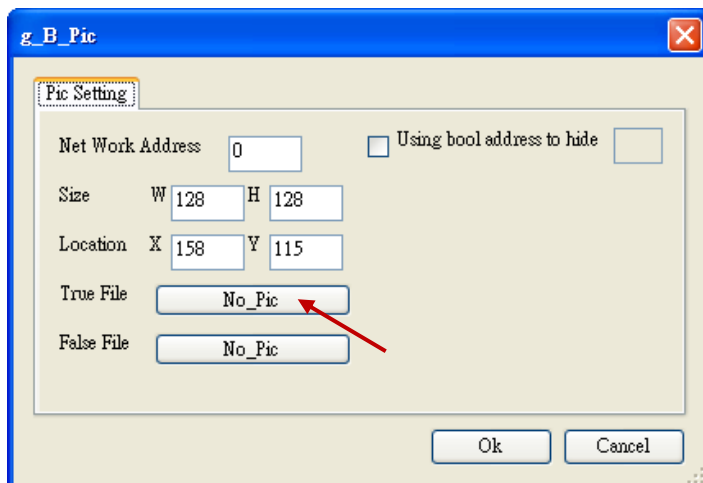 g_B_Pic
Pic Setting
Net Work Address 0 Using bool address to hide
Size W 128 H 128
Location X 158 Y 115
True File No_Pic
False File No_Pic
Ok Cancel